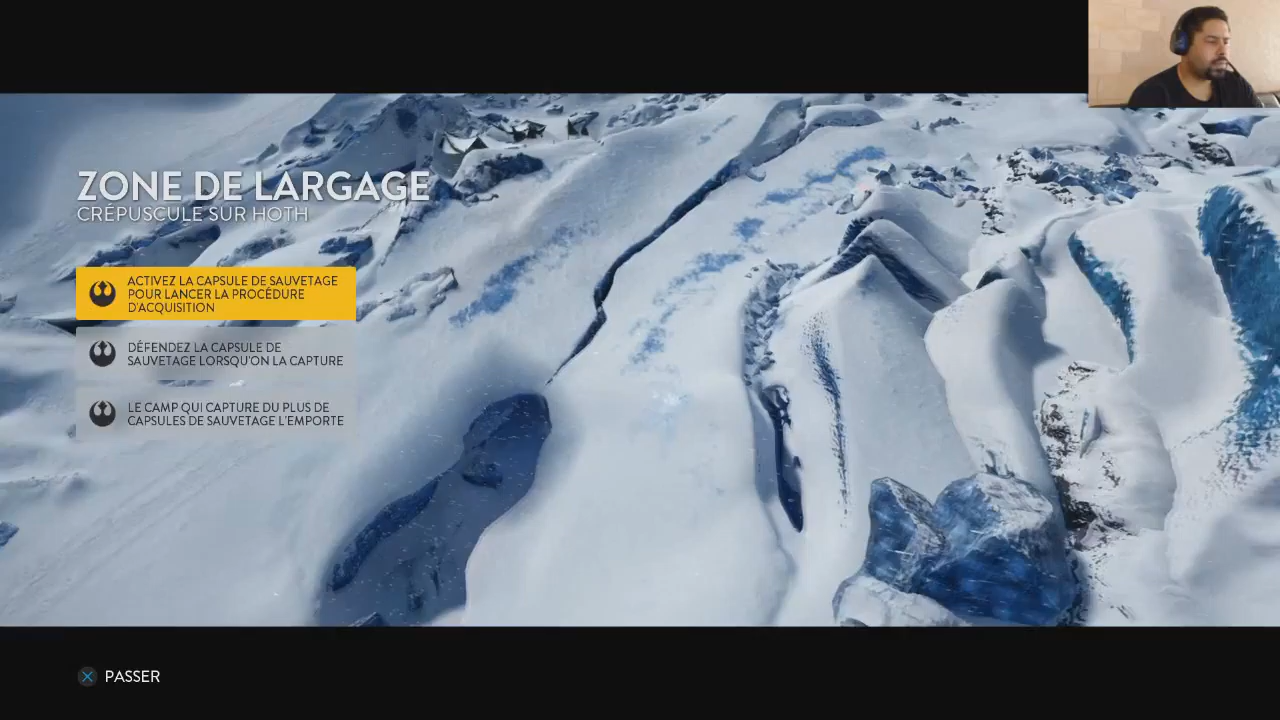 ZONE DE LARGAGE
CRÉPUSCULE SUR HOTH
ACTIVEZ LA CAPSULE DE SAUVETAGE
POUR LANCER LA PROCÉDURE
D'ACQUISITION
DÉFENDEZ LA CAPSULE DE
SAUVETAGE LORSQU'ON LA CAPTURE
LE CAMP QUI CAPTURE DU PLUS DE
CAPSULES DE SAUVETAGE L'EMPORTE
PASSER